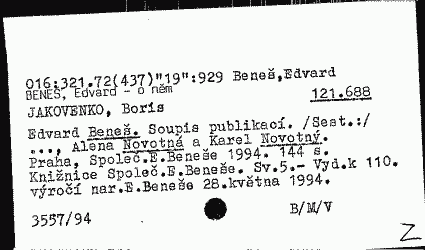 016:321.72(437)"19":929 Beneš,Edvard
BENEŠ, Edvard - o něm
121.688
JAKOVENKO, Boris
Edvard Beneš. Soupis publikací. /Sest.:/
..., Alena Novotná a Karel Novotný.
Praha, Společ.E.Beneše 1994. 144 s.
Knižnice Společ.E.Beneše. Sv.5.- Vyd.k 110.
výročí nar.E.Beneše 28.května 1994.
3557/94
B/M/V
Z